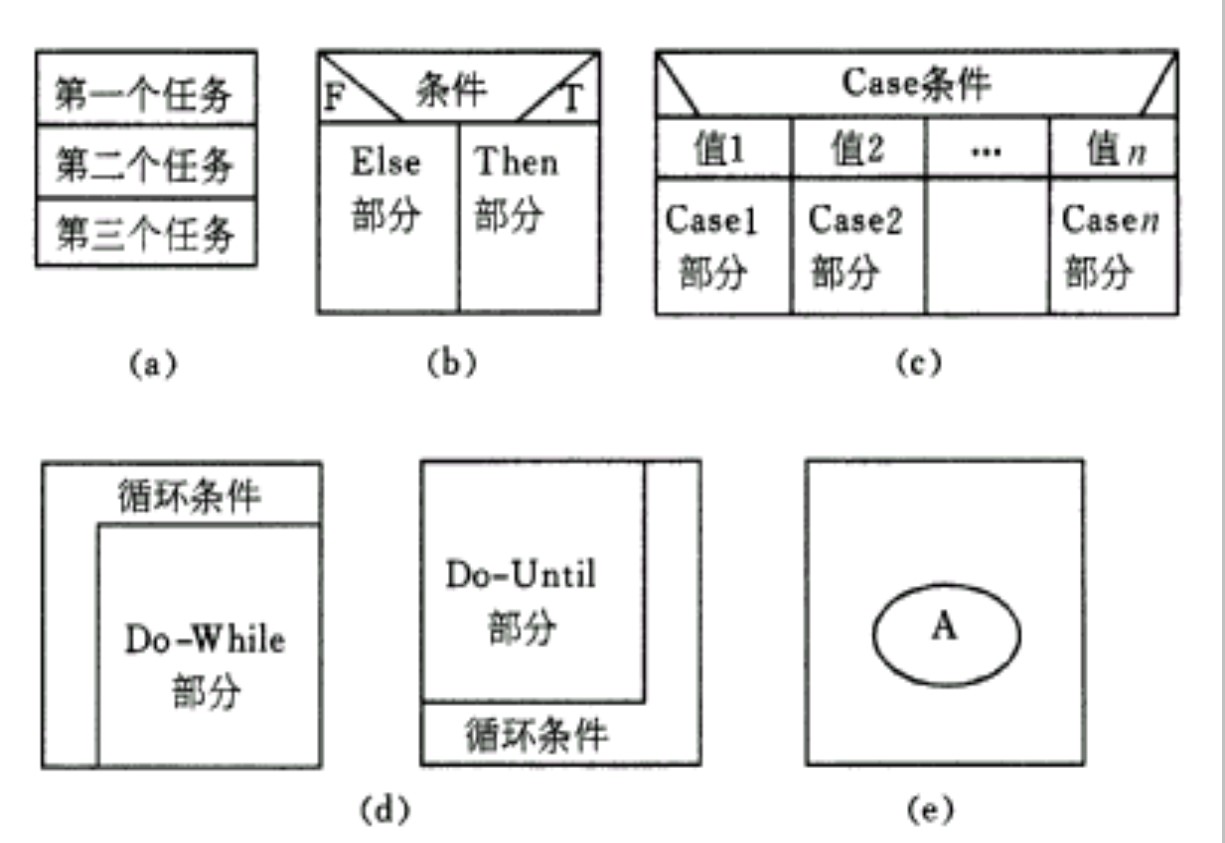 第一个任务
第二个任务
第三个任务
(a)
F 条件 T
Else
部分
Then
部分
(b)
Case条件
值1 值2 … 值n
Case1
部分
Case2
部分
Casen
部分
(c)
循环条件
Do-While
部分
Do-Until
部分
循环条件
(d)
A
(e)